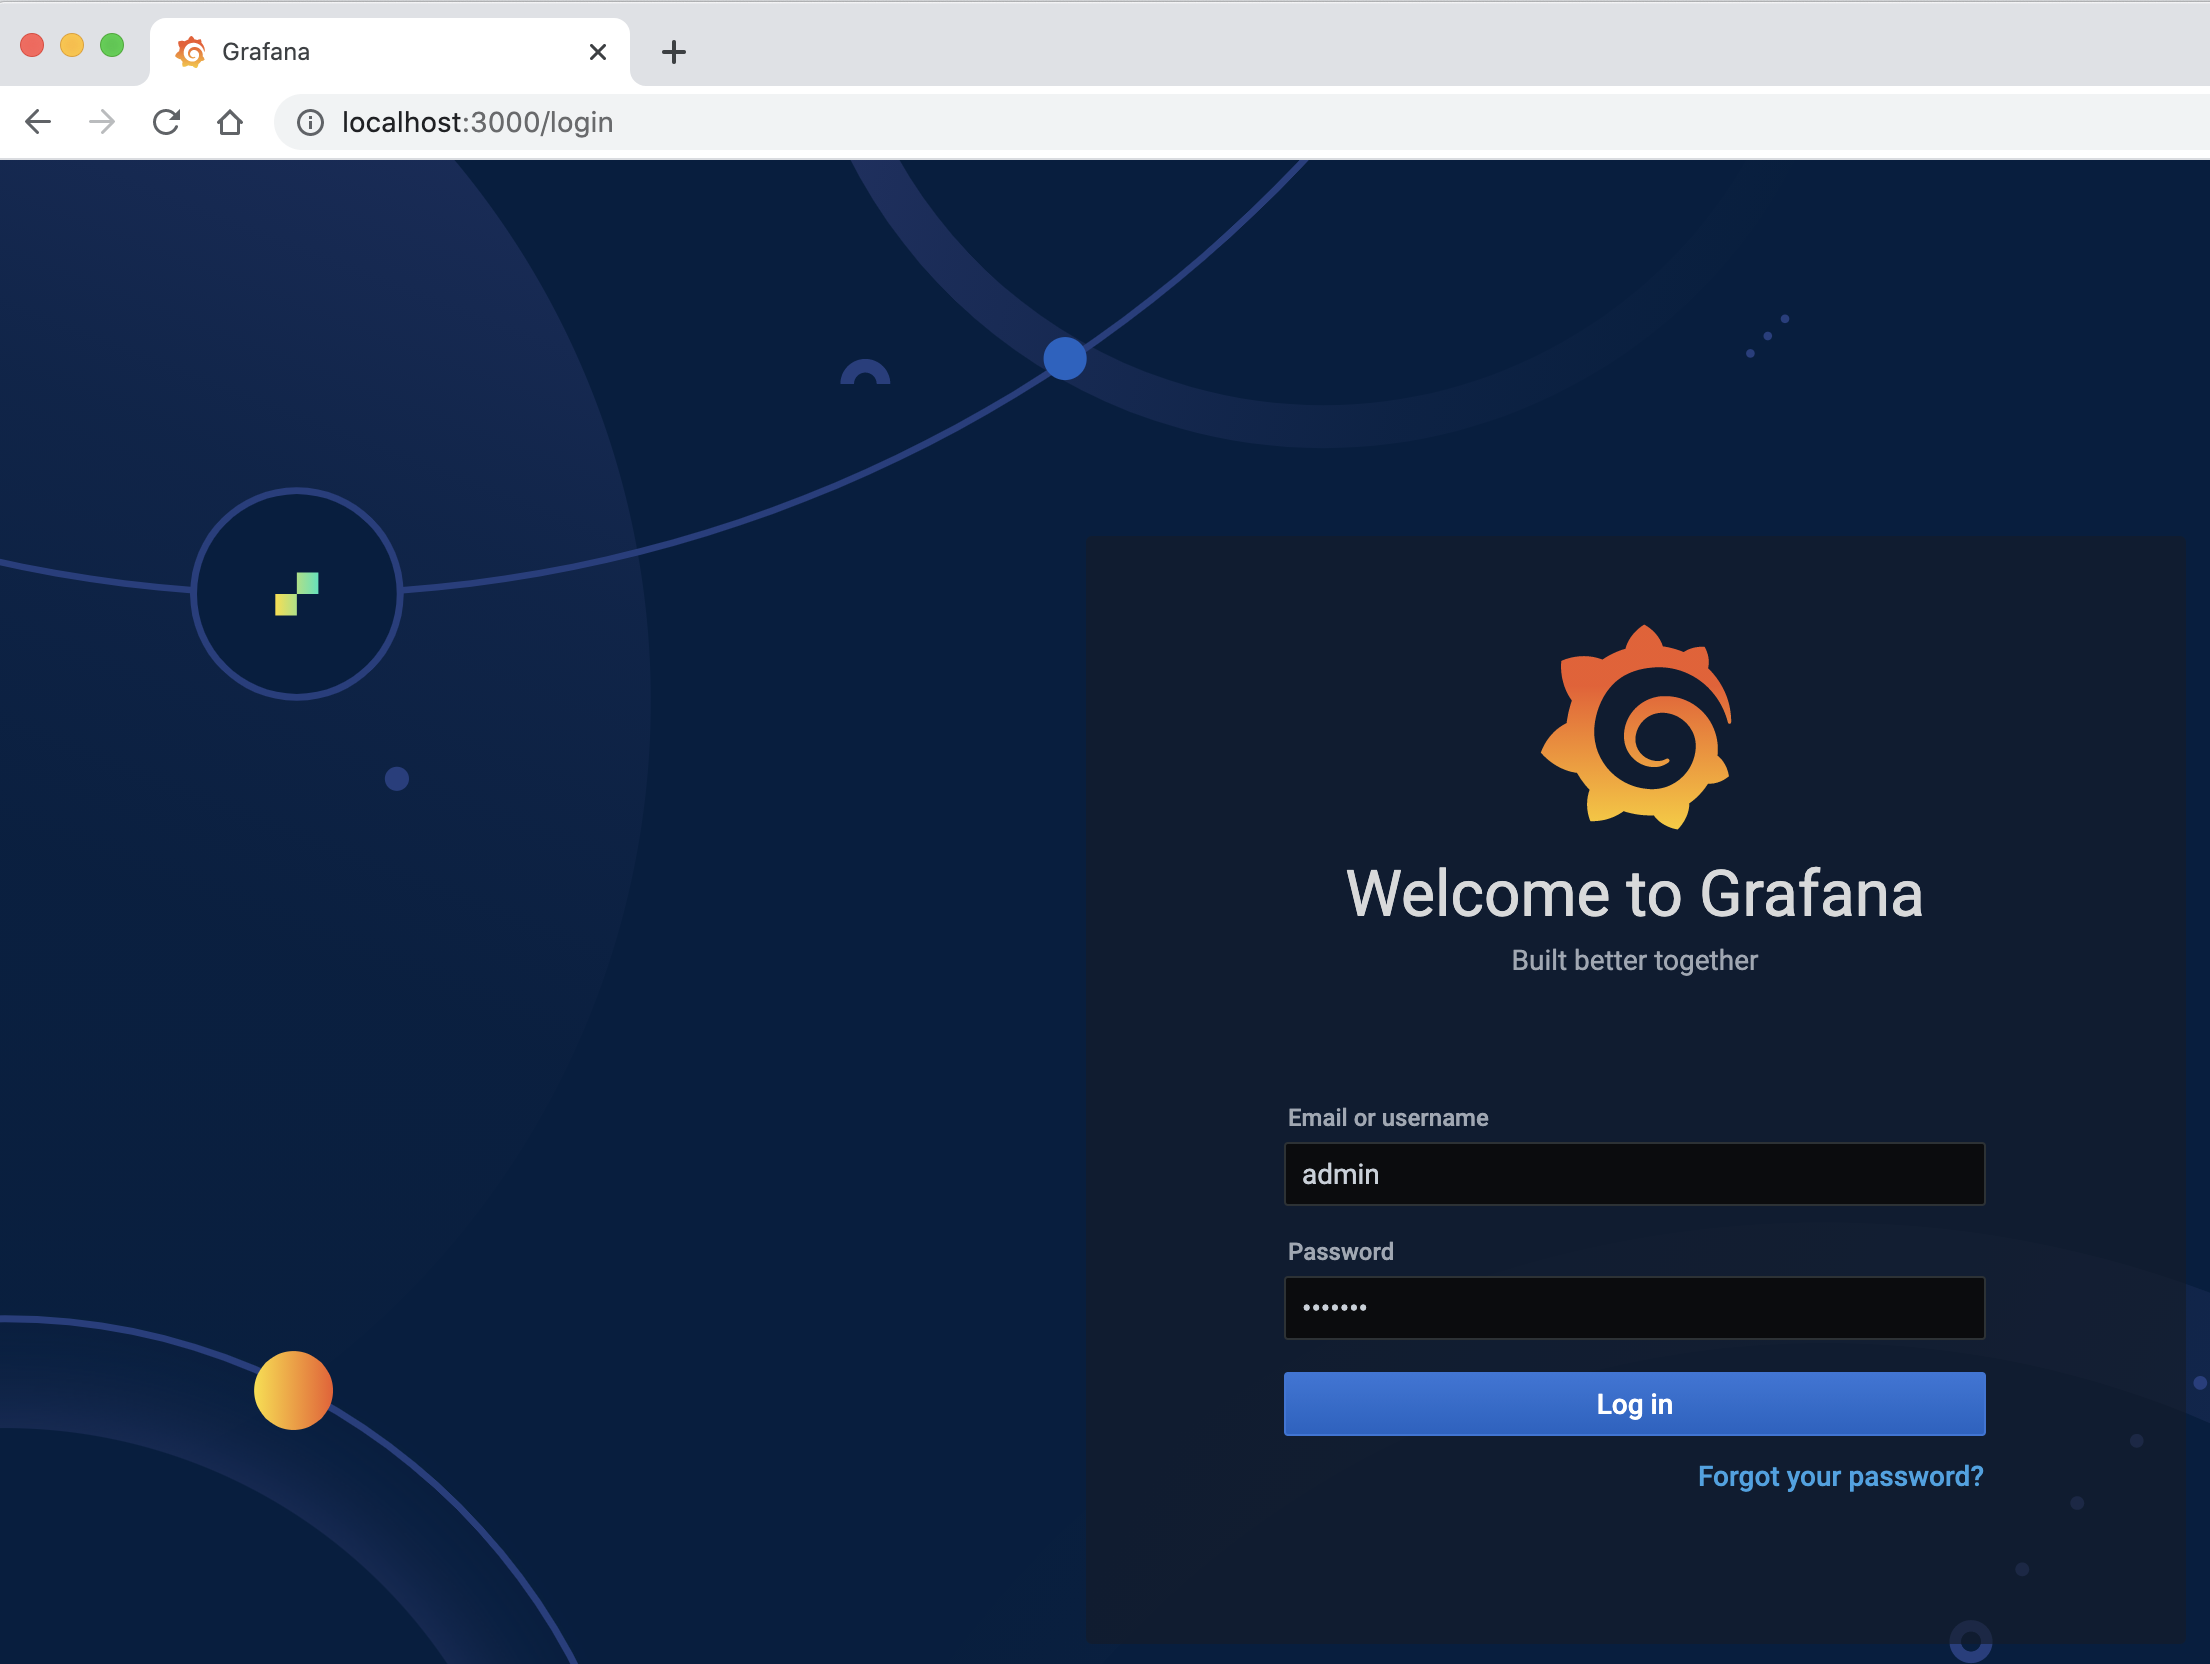 Grafana
localhost:3000/login
Welcome to Grafana
Built better together
Email or username
admin
Password
•••••••
Log in
Forgot your password?